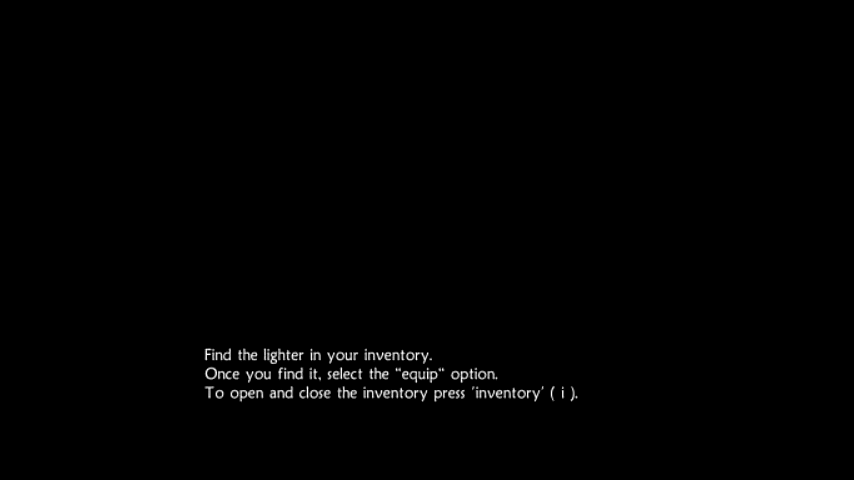 Find the lighter in your inventory.
Once you find it, select the “equip“ option.
To open and close the inventory press 'inventory' ( i ).